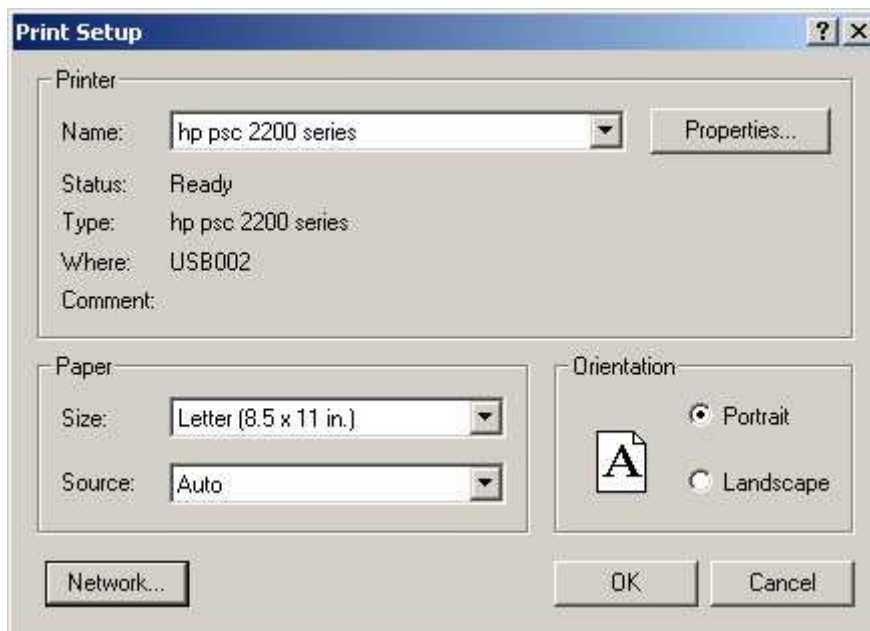 Print Setup
Printer
Name: hp psc 2200 series Properties...
Status: Ready
Type: hp psc 2200 series
Where: USB002
Comment:
Paper
Size: Letter (8.5 x 11 in.)
Source: Auto
Orientation
A
Portrait
Landscape
Network... OK Cancel